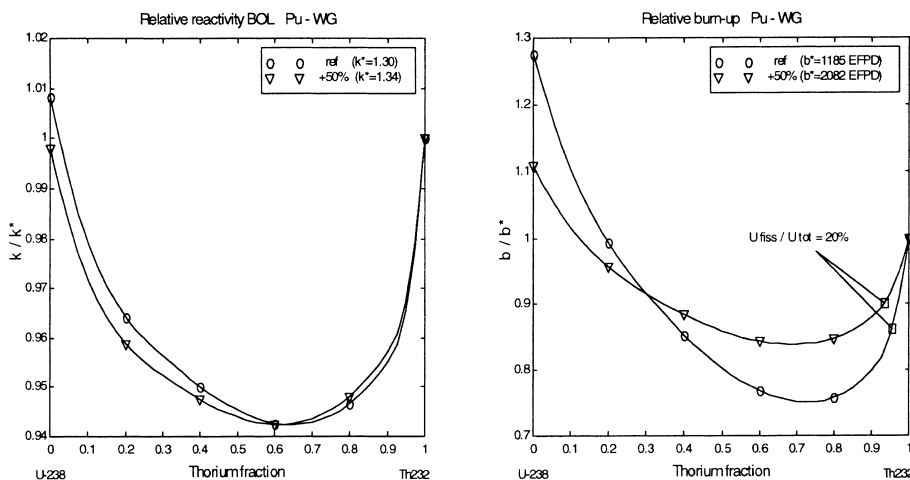 Relative reactivity BOL Pu - WG
1.02
1.01
1
0.99
0.98
0.97
0.96
0.95
0.94
k / k*
ref (k*=1.30)
+50% (k*=1.34)
0 0.1 0.2 0.3 0.4 0.5 0.6 0.7 0.8 0.9 1
U-238 Thorium fraction Th232
Relative burn-up Pu - WG
1.3
1.2
1.1
1
0.9
0.8
0.7
b / b*
ref (b*=1185 EFPD)
+50% (b*=2082 EFPD)
U fiss / U tot = 20%
0 0.1 0.2 0.3 0.4 0.5 0.6 0.7 0.8 0.9 1
U-238 Thorium fraction Th232